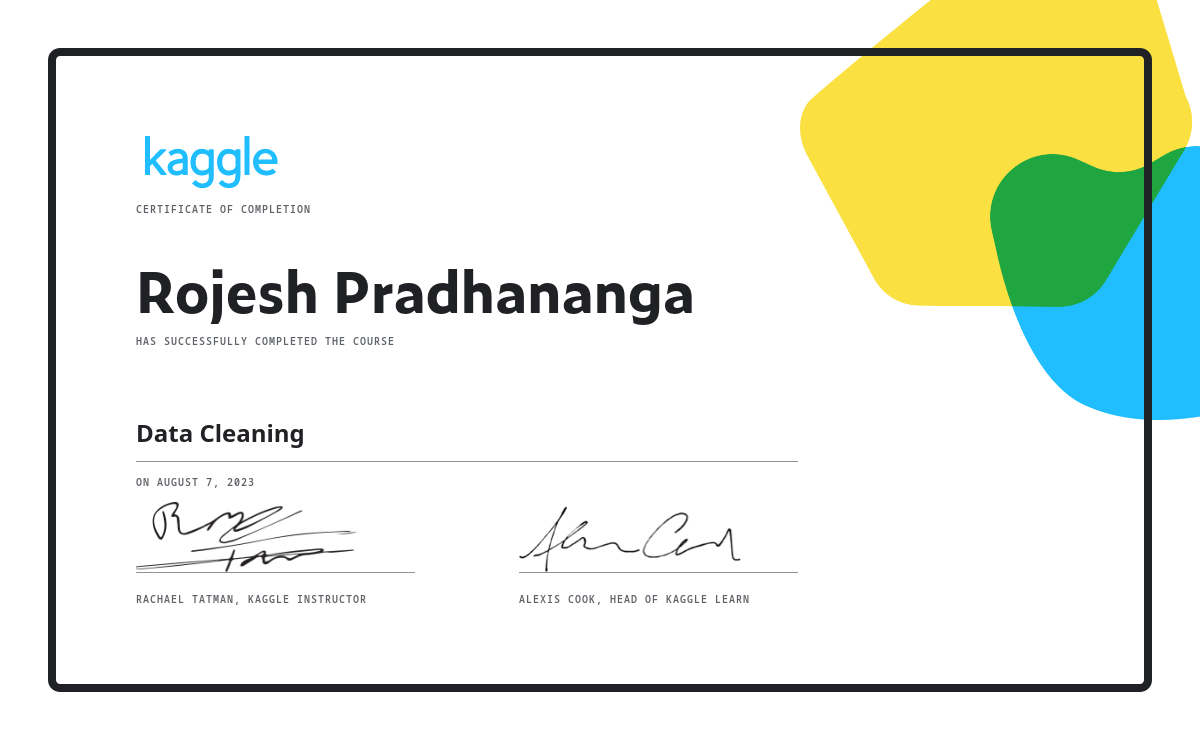 kaggle
CERTIFICATE OF COMPLETION
Rojesh Pradhananga
HAS SUCCESSFULLY COMPLETED THE COURSE
Data Cleaning
ON AUGUST 7, 2023
RACHAEL TATMAN, KAGGLE INSTRUCTOR
ALEXIS COOK, HEAD OF KAGGLE LEARN